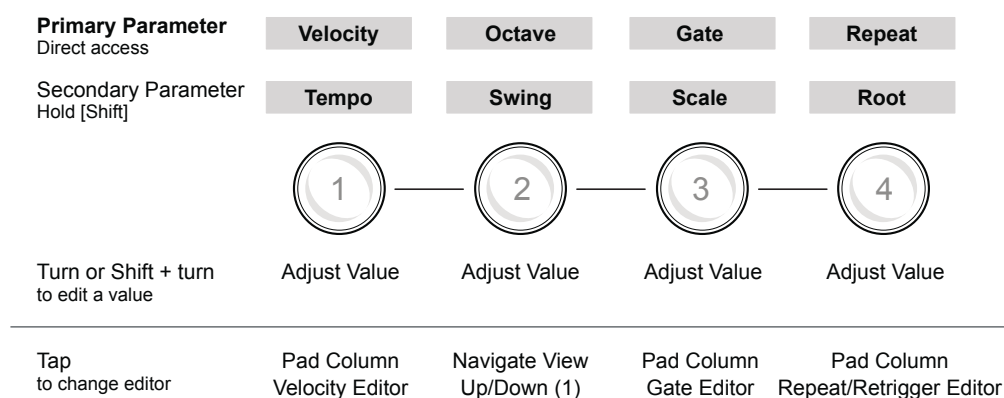 Primary Parameter Velocity Octave Gate Repeat
Direct access
Secondary Parameter Tempo Swing Scale Root
Hold [Shift]
1 2 3 4
Turn or Shift + turn Adjust Value Adjust Value Adjust Value Adjust Value
to edit a value
Tap Pad Column Navigate View Pad Column Pad Column
to change editor Velocity Editor Up/Down (1) Gate Editor Repeat/Retrigger Editor